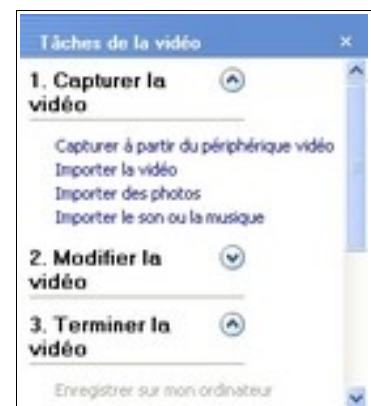 Tâches de la vidéo
1. Capturer la
vidéo
Capturer à partir du périphérique vidéo
Importer la vidéo
Importer des photos
Importer le son ou la musique
2. Modifier la
vidéo
3. Terminer la
vidéo
Enregistrer sur mon ordinateur